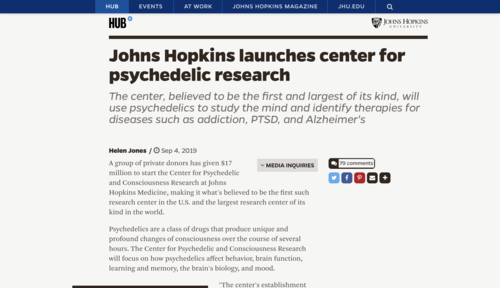 HUB EVENTS AT WORK JOHNS HOPKINS MAGAZINE JHU.EDU
HUB
JOHNS HOPKINS
UNIVERSITY
Johns Hopkins launches center for
psychedelic research
The center, believed to be the first and largest of its kind, will
use psychedelics to study the mind and identify therapies for
diseases such as addiction, PTSD, and Alzheimer's
Helen Jones / Sep 4, 2019
A group of private donors has given $17
million to start the Center for Psychedelic
and Consciousness Research at Johns
Hopkins Medicine, making it what's believed to be the first such
research center in the U.S. and the largest research center of its
kind in the world.
MEDIA INQUIRIES
79 comments
Psychedelics are a class of drugs that produce unique and
profound changes of consciousness over the course of several
hours. The Center for Psychedelic and Consciousness Research
will focus on how psychedelics affect behavior, brain function,
learning and memory, the brain's biology, and mood.
"The center's establishment